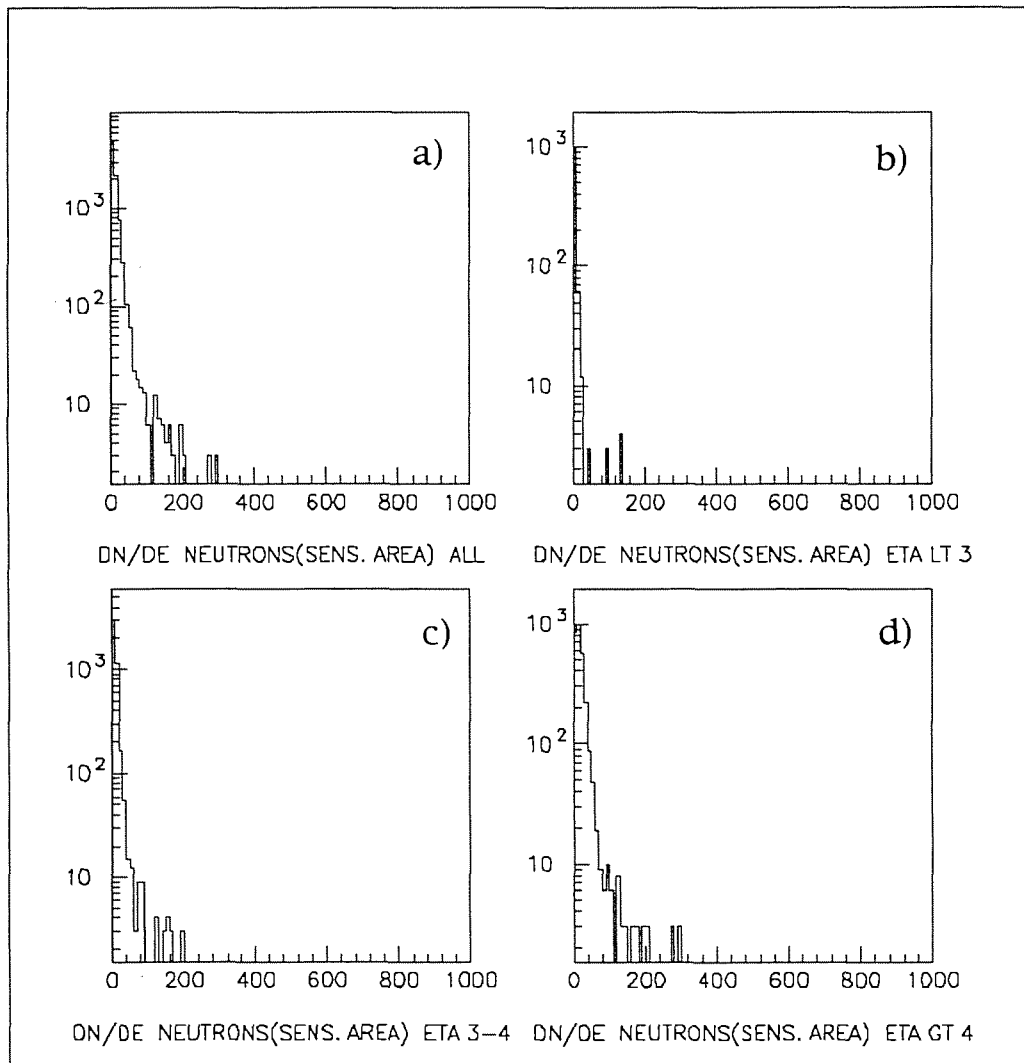 a)
10^3
10^2
10
0 200 400 600 800 1000
DN/DE NEUTRONS(SENS. AREA) ALL
b)
10^3
10^2
10
0 200 400 600 800 1000
DN/DE NEUTRONS(SENS. AREA) ETA LT 3
c)
10^3
10^2
10
0 200 400 600 800 1000
DN/DE NEUTRONS(SENS. AREA) ETA 3-4
d)
10^3
10^2
10
0 200 400 600 800 1000
DN/DE NEUTRONS(SENS. AREA) ETA GT 4